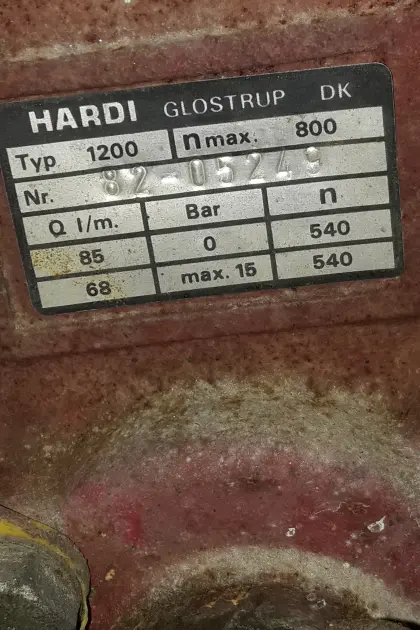 HARDI GLOSTRUP DK
Typ 1200 n max. 800
Nr. 82-05249
Q l/m. Bar n
85 0 540
68 max. 15 540